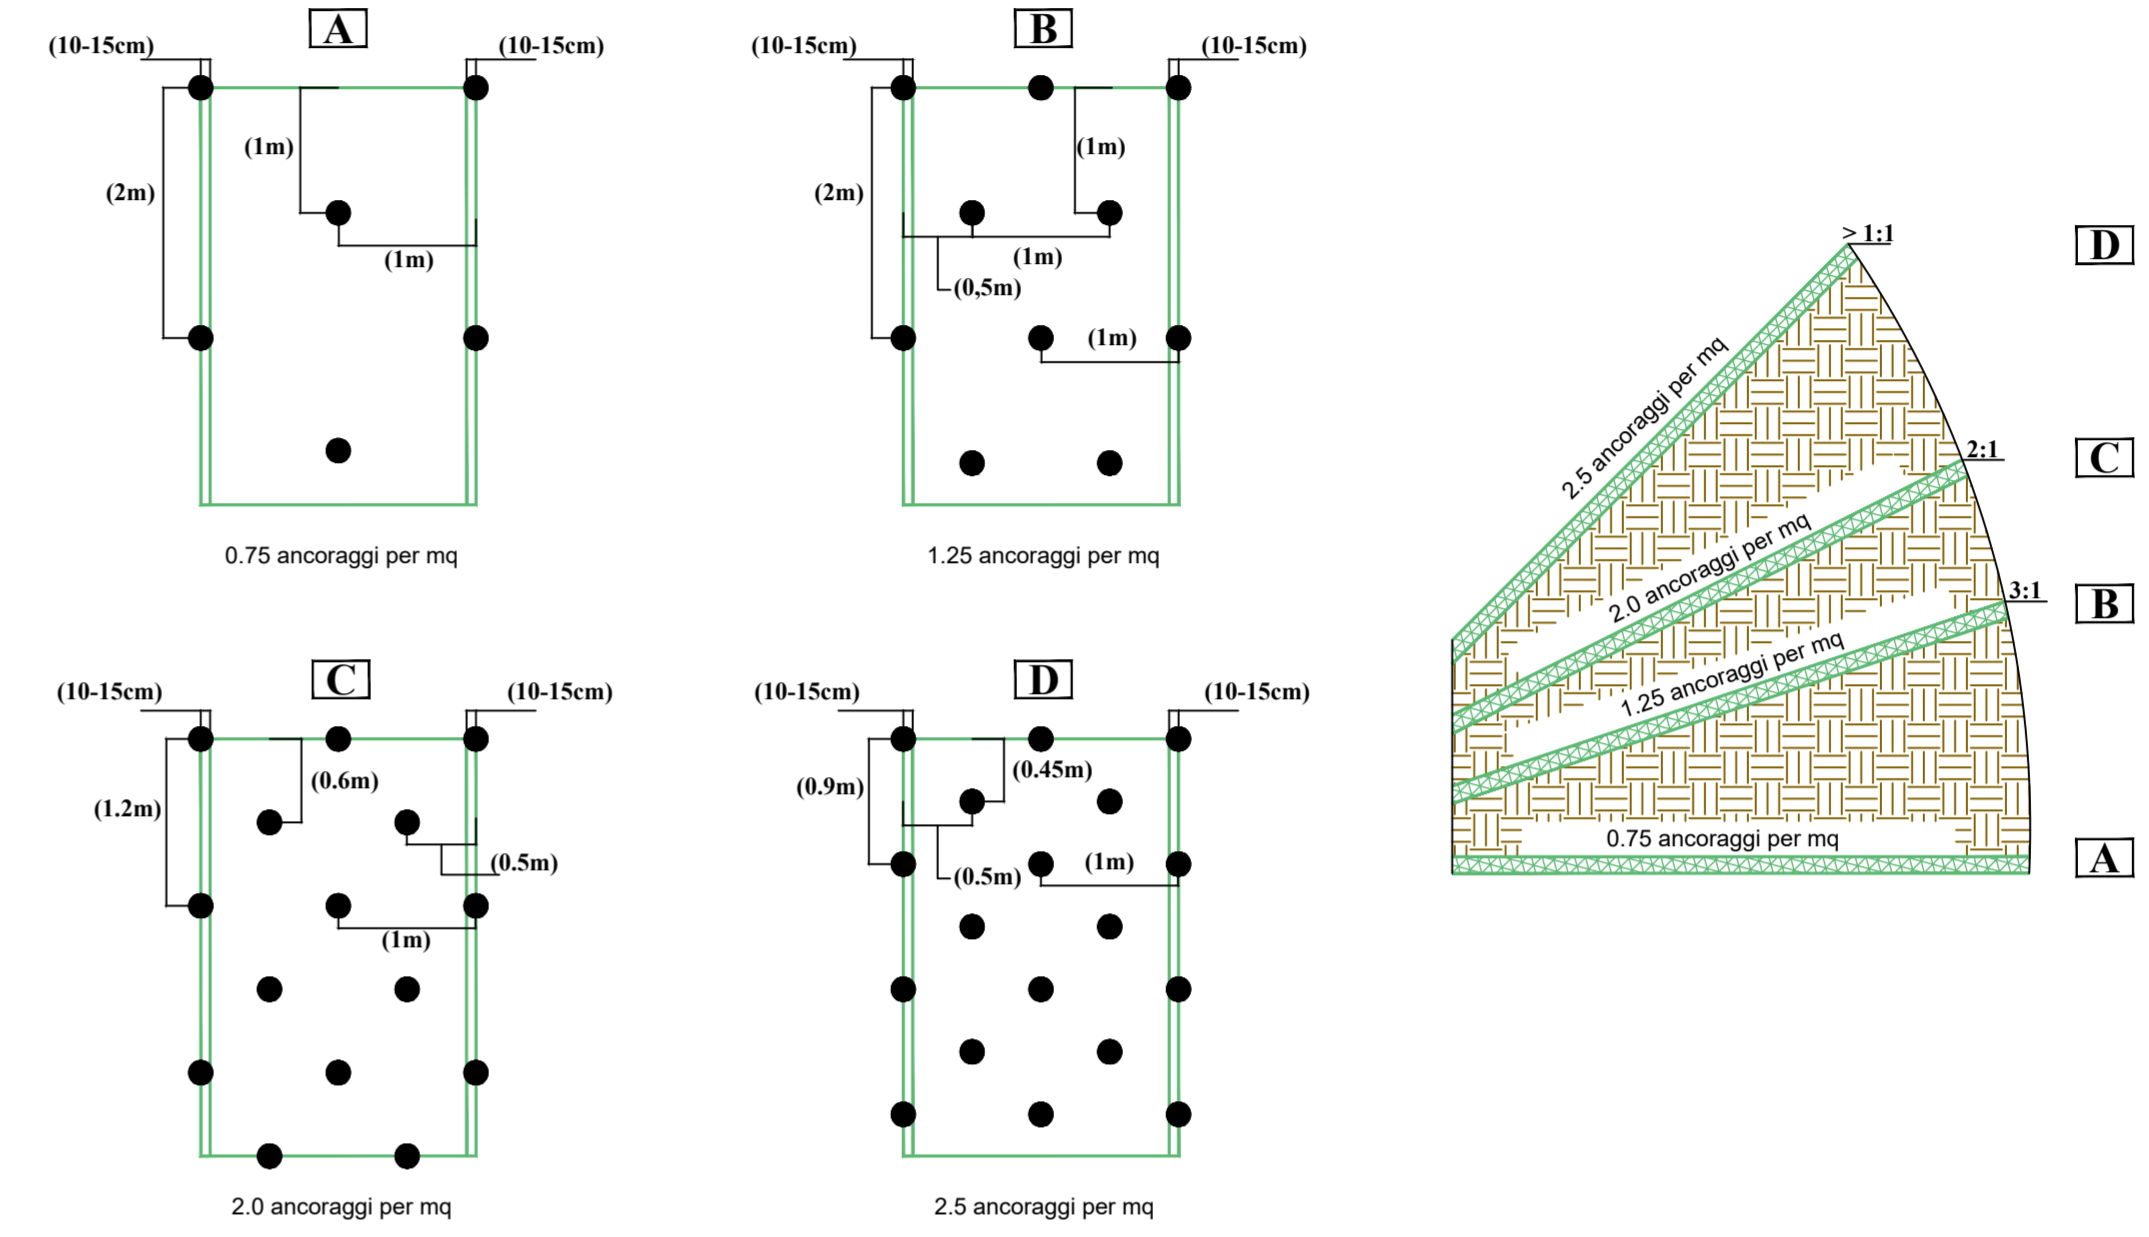 A
(10-15cm)
(10-15cm)
(1m)
(2m)
(1m)
0.75 ancoraggi per mq
B
(10-15cm)
(10-15cm)
(1m)
(2m)
(1m)
(0,5m)
(1m)
1.25 ancoraggi per mq
C
(10-15cm)
(10-15cm)
(0.6m)
(1.2m)
(0.5m)
(1m)
2.0 ancoraggi per mq
D
(10-15cm)
(10-15cm)
(0.45m)
(0.9m)
(1m)
(0.5m)
2.5 ancoraggi per mq
> 1:1
D
2.5 ancoraggi per mq
2:1
C
2.0 ancoraggi per mq
3:1
B
1.25 ancoraggi per mq
0.75 ancoraggi per mq
A